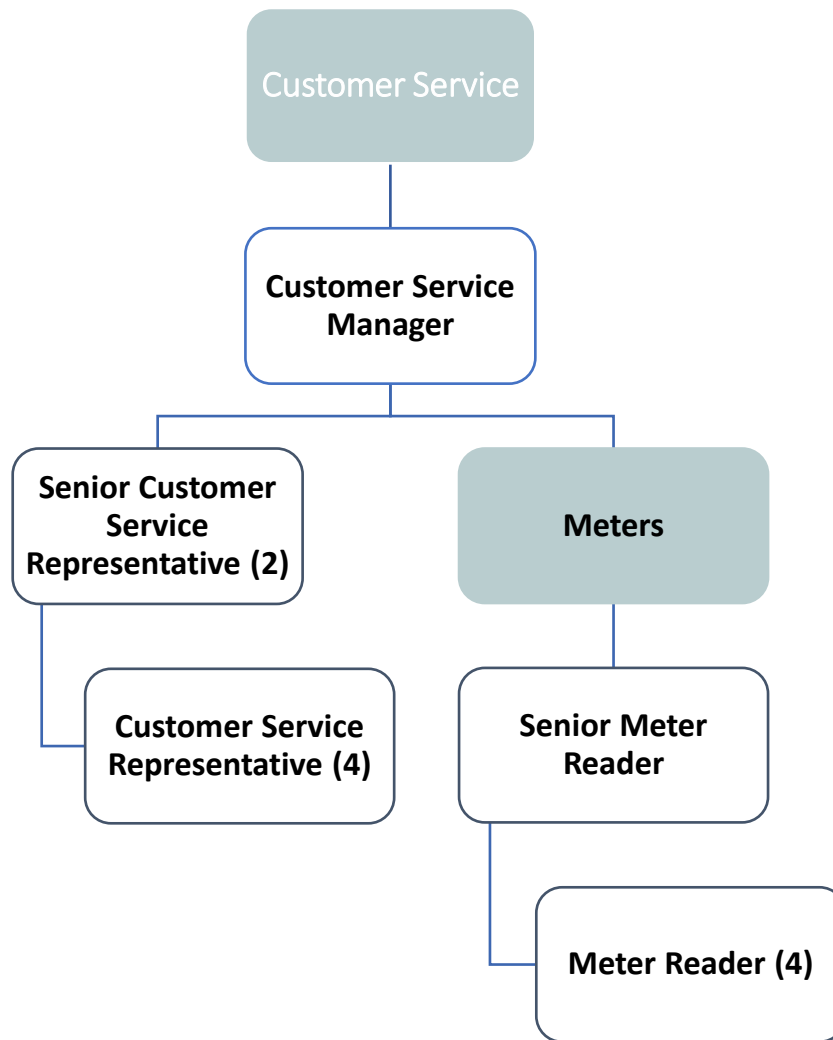 Customer Service
Customer Service
Manager
Senior Customer
Service
Representative (2)
Customer Service
Representative (4)
Meters
Senior Meter
Reader
Meter Reader (4)